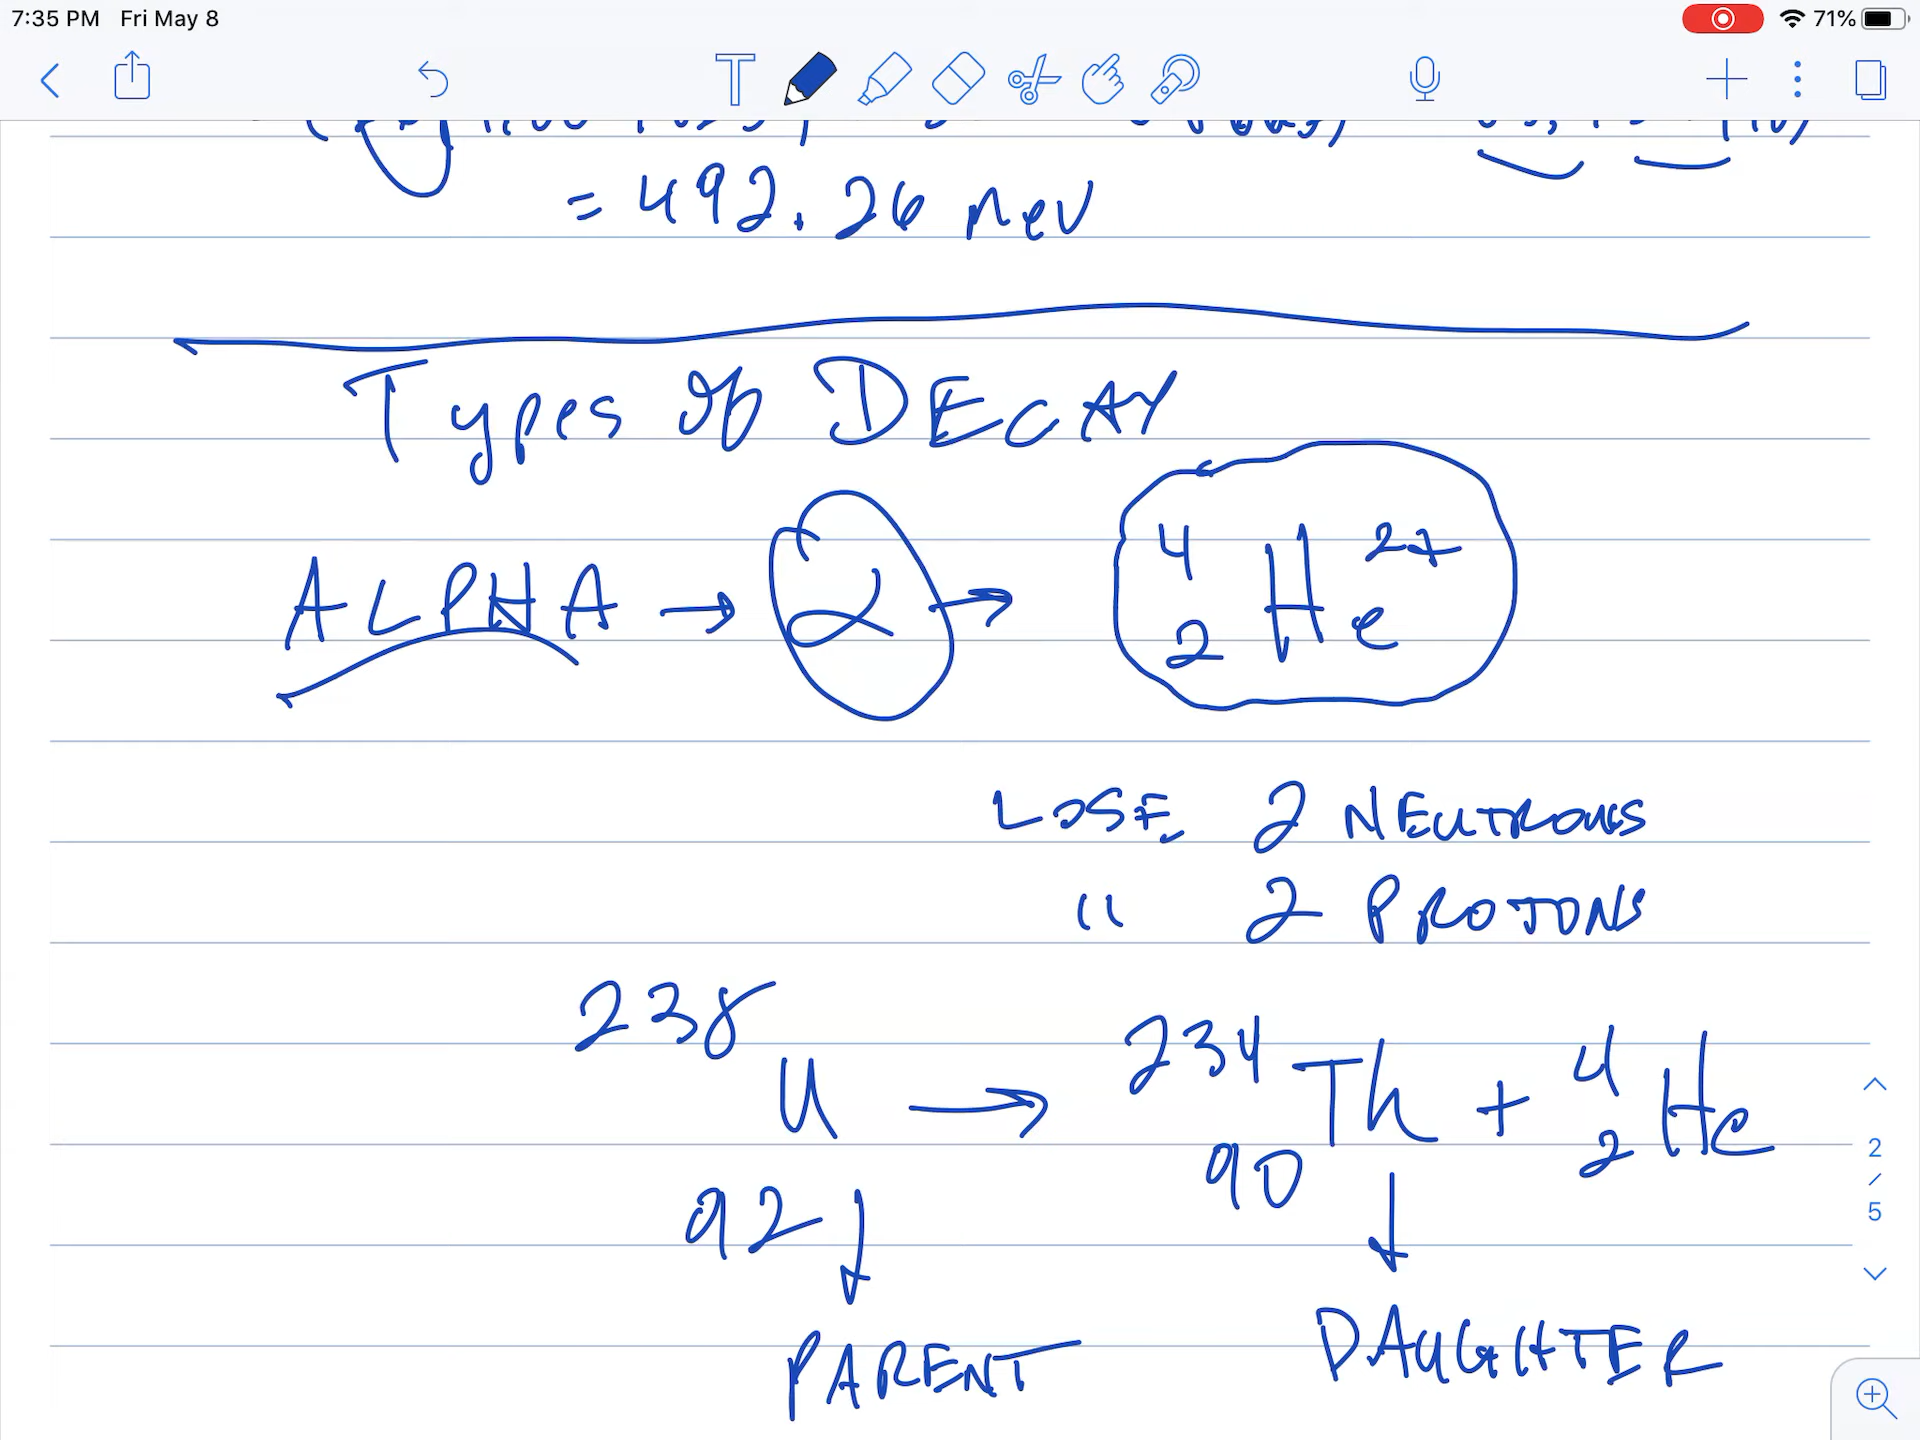 7:35 PM Fri May 8 71%
T
= 492.26 MeV
Types of DECAY
ALPHA → α → ⁴₂He²⁺
LOSE 2 NEUTRONS
" 2 PROTONS
²³⁸₉₂U → ²³⁴₉₀Th + ⁴₂He
↓ ↓
PARENT DAUGHTER
2 / 5